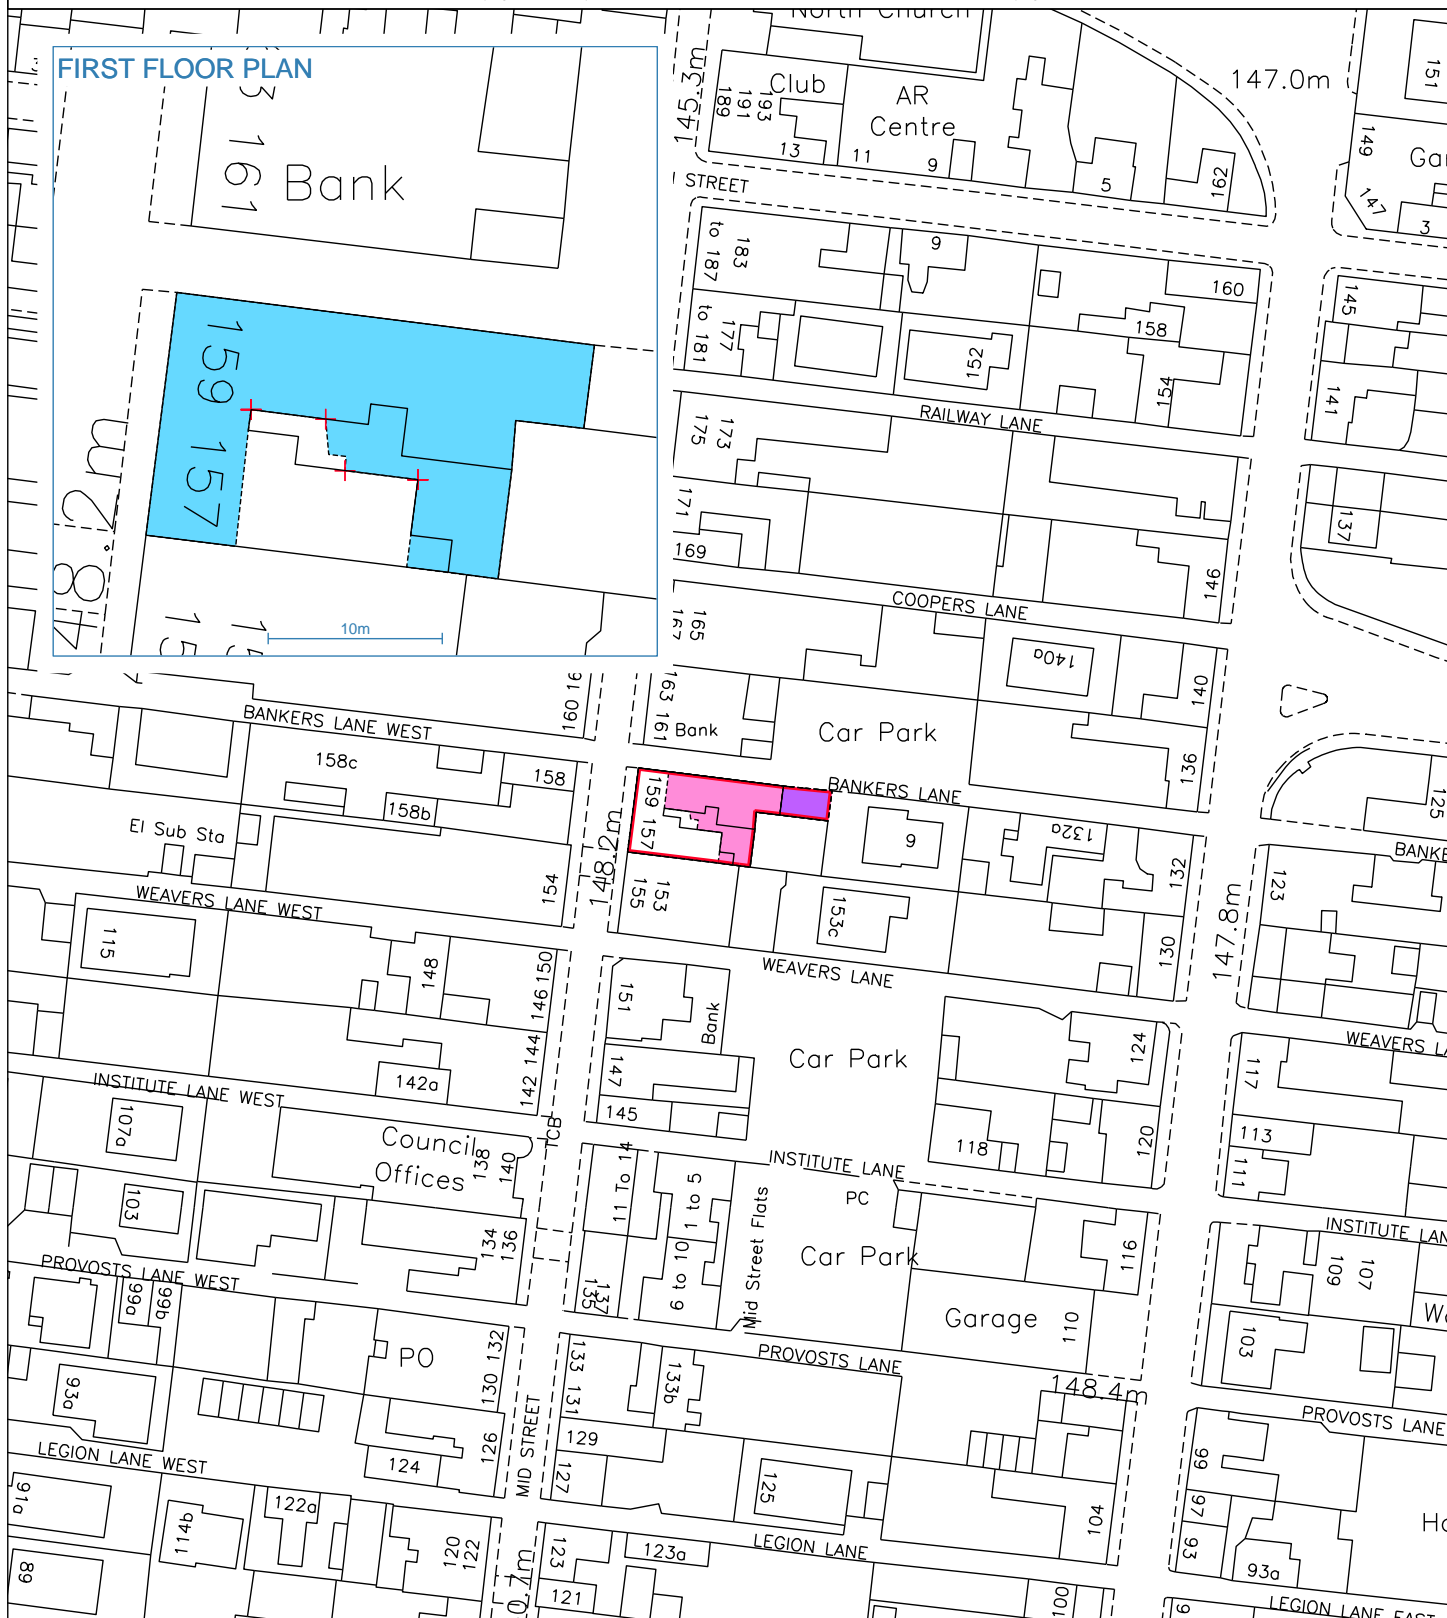 North Church
FIRST FLOOR PLAN
161
Bank
159
157
48.2m
10m
145.3m
Club
189
191
193
13
AR
Centre
11
9
5
162
147.0m
151
149
147
3
STREET
183
to 187
9
160
177
to 181
152
158
154
145
141
RAILWAY LANE
173
175
171
169
137
146
COOPERS LANE
165
167
140a
140
163
161
Bank
Car Park
136
160
BANKERS LANE WEST
158c
158
158b
El Sub Sta
154
148.2m
159
157
BANKERS LANE
9
132a
132
125
123
153
155
153c
130
147.8m
WEAVERS LANE WEST
115
148
150
146
144
142
142a
WEAVERS LANE
151
Bank
147
145
Car Park
124
118
120
117
113
111
INSTITUTE LANE WEST
107a
103
Council
Offices
138
140
TCB
134
136
11 To 14
1 to 5
6 to 10
135
137
Mid Street Flats
INSTITUTE LANE
PC
Car Park
116
Garage
110
109
107
103
PROVOSTS LANE WEST
99a
99b
93a
PO
132
130
126
124
133
131
133b
129
127
125
PROVOSTS LANE
148.4m
PROVOSTS LANE
104
99
97
93
93a
LEGION LANE WEST
91a
89
114b
122a
120
122
MID STREET
0.7m
123
121
123a
LEGION LANE
100
LEGION LANE EAST